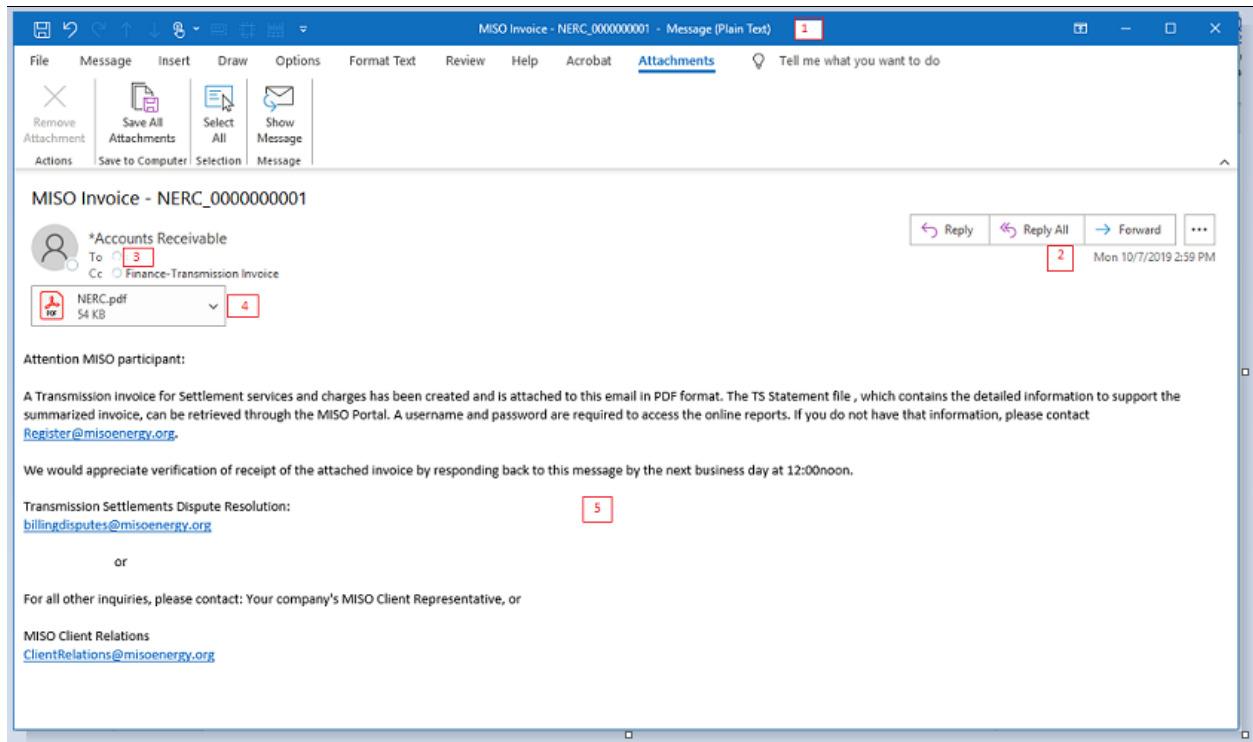 MISO Invoice - NERC_0000000001 - Message (Plain Text) 1
File Message Insert Draw Options Format Text Review Help Acrobat Attachments Tell me what you want to do
Remove Attachment Save All Attachments Select All Show Message
Actions Save to Computer Selection Message
MISO Invoice - NERC_0000000001
*Accounts Receivable
Reply Reply All Forward ...
To 3
2 Mon 10/7/2019 2:59 PM
Cc Finance-Transmission Invoice
PDF NERC.pdf
54 KB
4
Attention MISO participant:
A Transmission invoice for Settlement services and charges has been created and is attached to this email in PDF format. The TS Statement file , which contains the detailed information to support the
summarized invoice, can be retrieved through the MISO Portal. A username and password are required to access the online reports. If you do not have that information, please contact
Register@misoenergy.org.
We would appreciate verification of receipt of the attached invoice by responding back to this message by the next business day at 12:00noon.
Transmission Settlements Dispute Resolution:
5
billingdisputes@misoenergy.org
or
For all other inquiries, please contact: Your company's MISO Client Representative, or
MISO Client Relations
ClientRelations@misoenergy.org